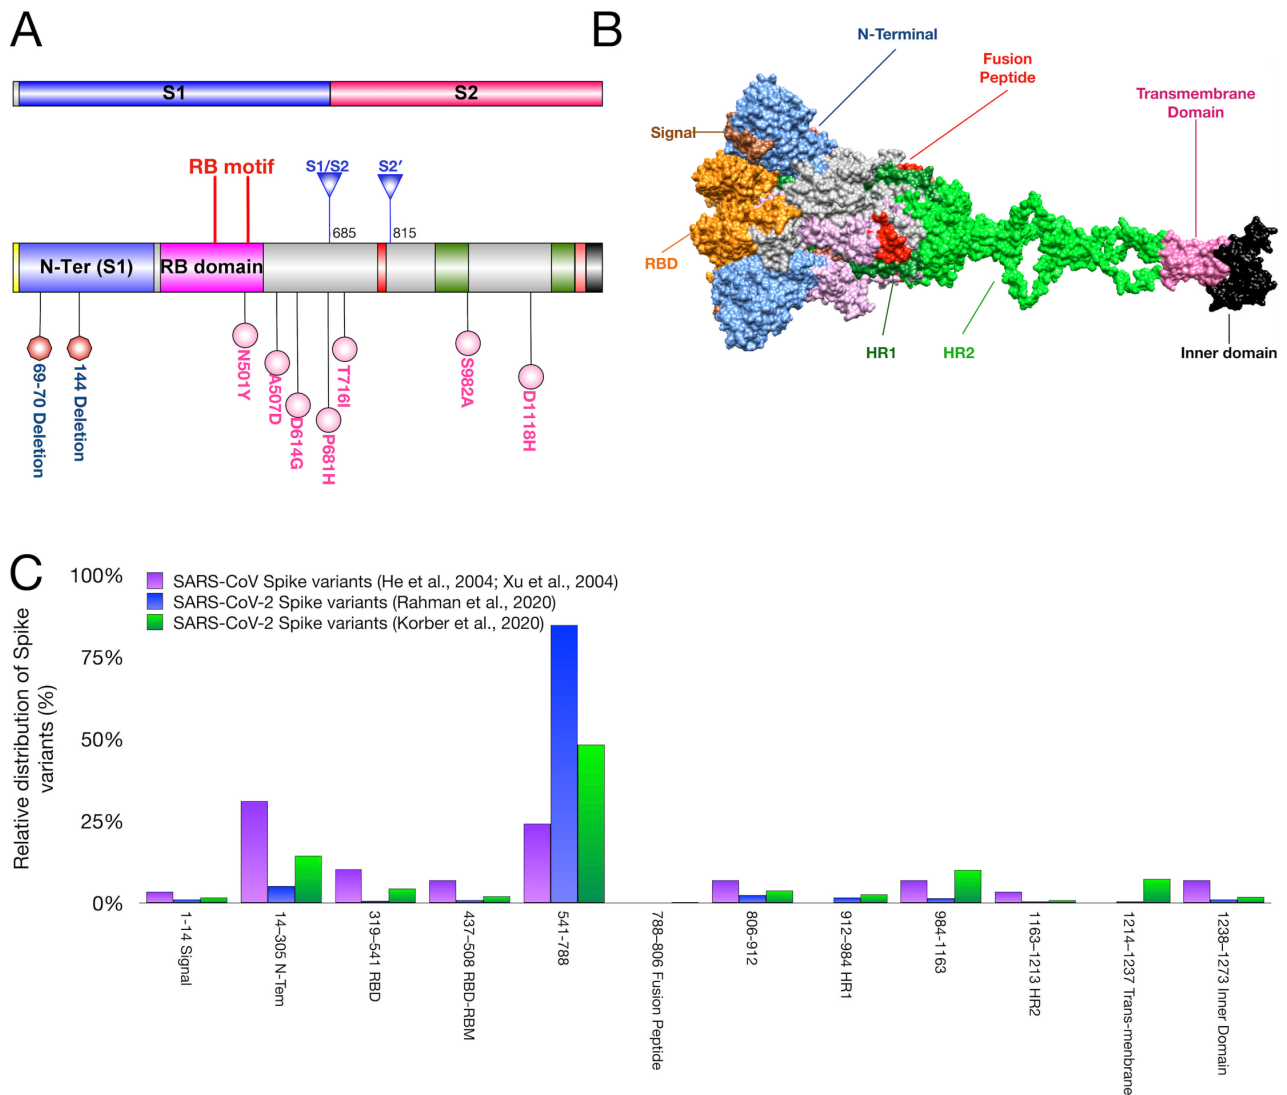 A
S1
S2
RB motif
S1/S2
S2′
685
815
N-Ter (S1)
RB domain
69-70 Deletion
144 Deletion
N501Y
A507D
D614G
P681H
T716I
S982A
D1118H
B
N-Terminal
Fusion
Peptide
Transmembrane
Domain
Signal
RBD
HR1
HR2
Inner domain
C
Relative distribution of Spike
variants (%)
100%
75%
50%
25%
0%
SARS-CoV Spike variants (He et al., 2004; Xu et al., 2004)
SARS-CoV-2 Spike variants (Rahman et al., 2020)
SARS-CoV-2 Spike variants (Korber et al., 2020)
1-14 Signal
14–305 N-Tem
319–541 RBD
437–508 RBD-RBM
541-788
788–806 Fusion Peptide
806-912
912–984 HR1
984-1163
1163–1213 HR2
1214–1237 Trans-menbrane
1238–1273 Inner Domain